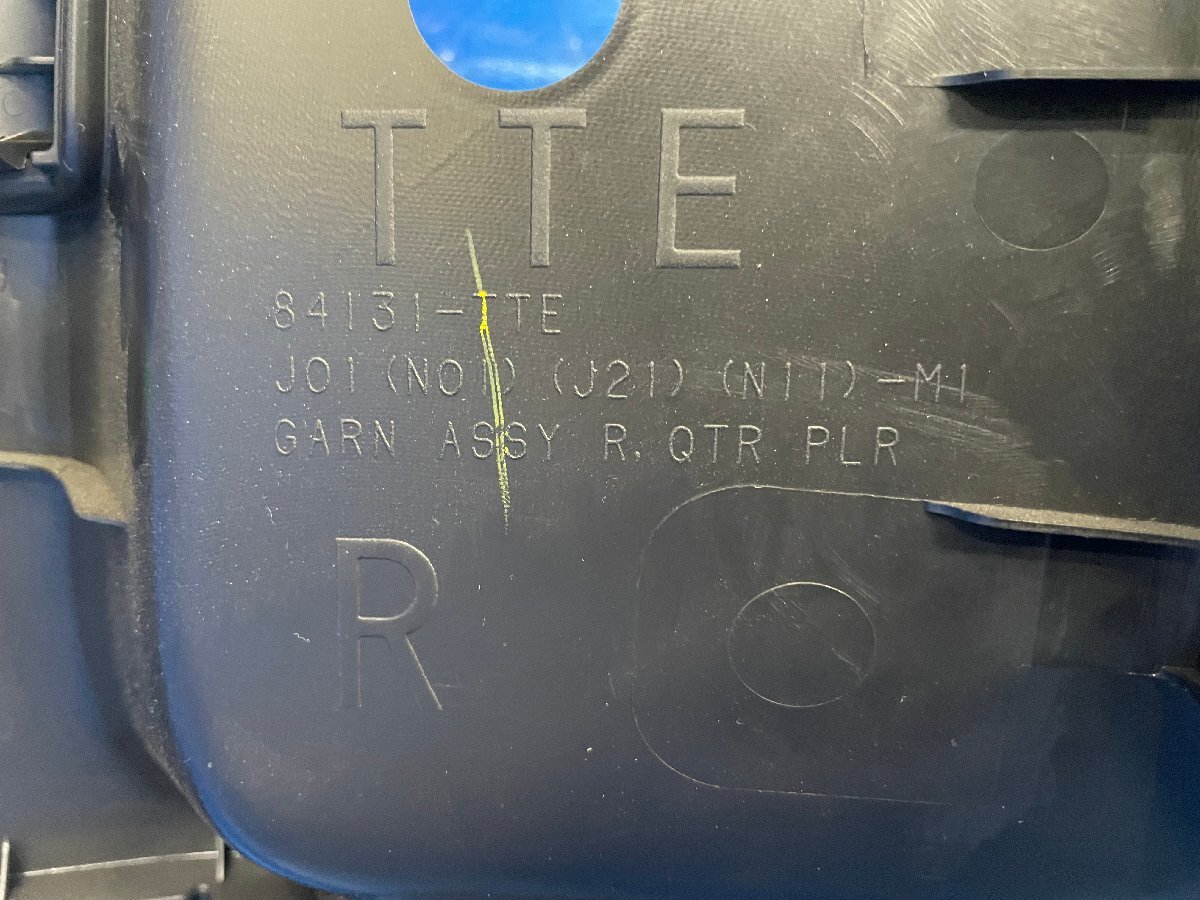 TTE
84131-TTE
J01 (N01) (J21) (N11)-M1
GARN ASSY R, QTR PLR
R